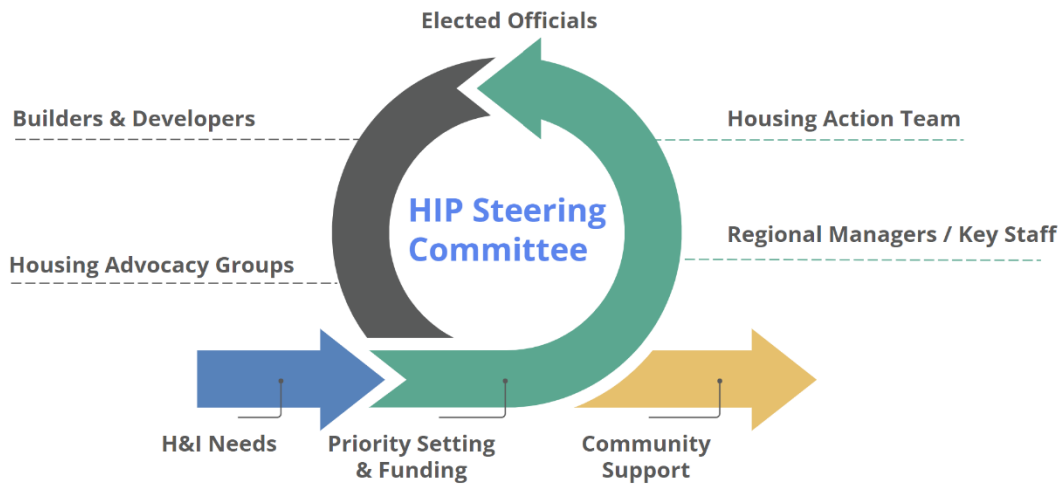 Elected Officials
Builders & Developers
Housing Action Team
HIP Steering
Committee
Regional Managers / Key Staff
Housing Advocacy Groups
H&I Needs
Priority Setting
& Funding
Community
Support